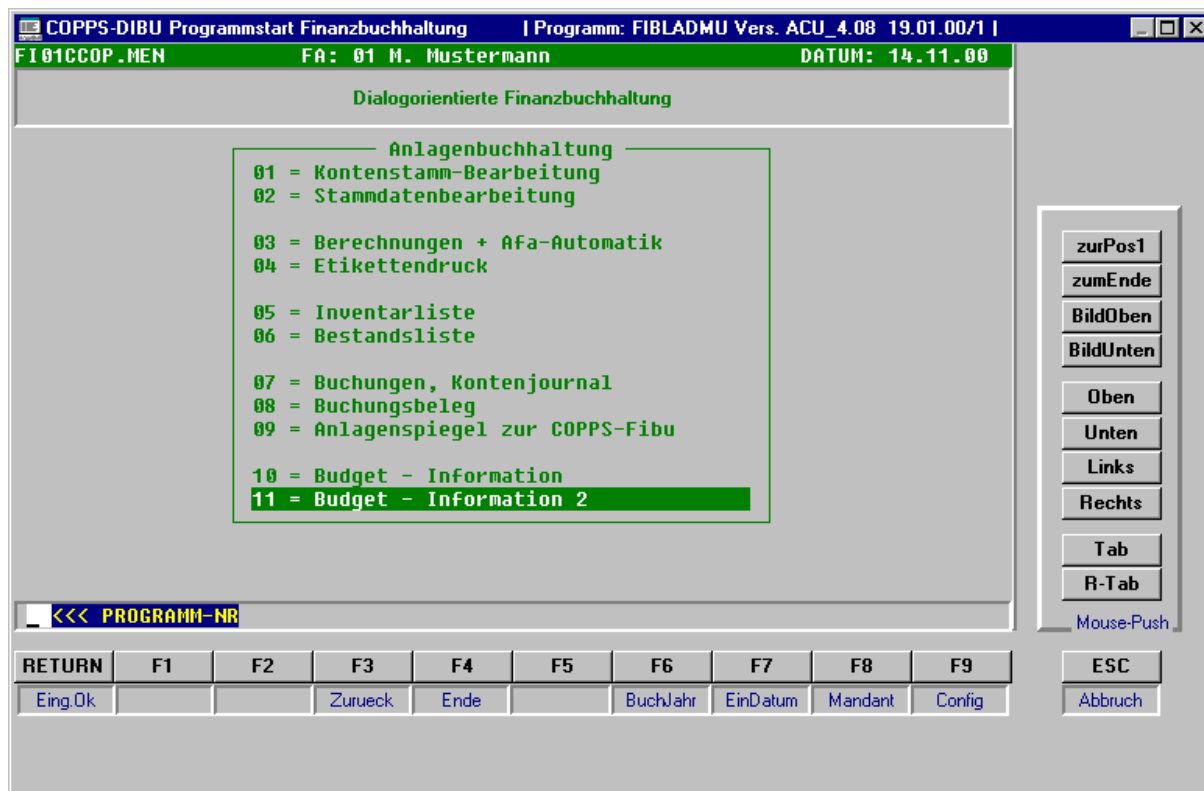 COPPS-DIBU Programmstart Finanzbuchhaltung | Programm: FIBLADMU Vers. ACU_4.08 19.01.00/1 |
FI01CCOP.MEN FA: 01 M. Mustermann DATUM: 14.11.00
Dialogorientierte Finanzbuchhaltung
Anlagenbuchhaltung
01 = Kontenstamm-Bearbeitung
02 = Stammdatenbearbeitung
03 = Berechnungen + Afa-Automatik
04 = Etikettendruck
05 = Inventarliste
06 = Bestandsliste
07 = Buchungen, Kontenjournal
08 = Buchungsbeleg
09 = Anlagenspiegel zur COPPS-Fibu
10 = Budget - Information
11 = Budget - Information 2
_ <<< PROGRAMM-NR
zurPos1
zumEnde
BildOben
BildUnten
Oben
Unten
Links
Rechts
Tab
R-Tab
Mouse-Push
RETURN F1 F2 F3 F4 F5 F6 F7 F8 F9 ESC
Eing.Ok Zurueck Ende BuchJahr EinDatum Mandant Config Abbruch